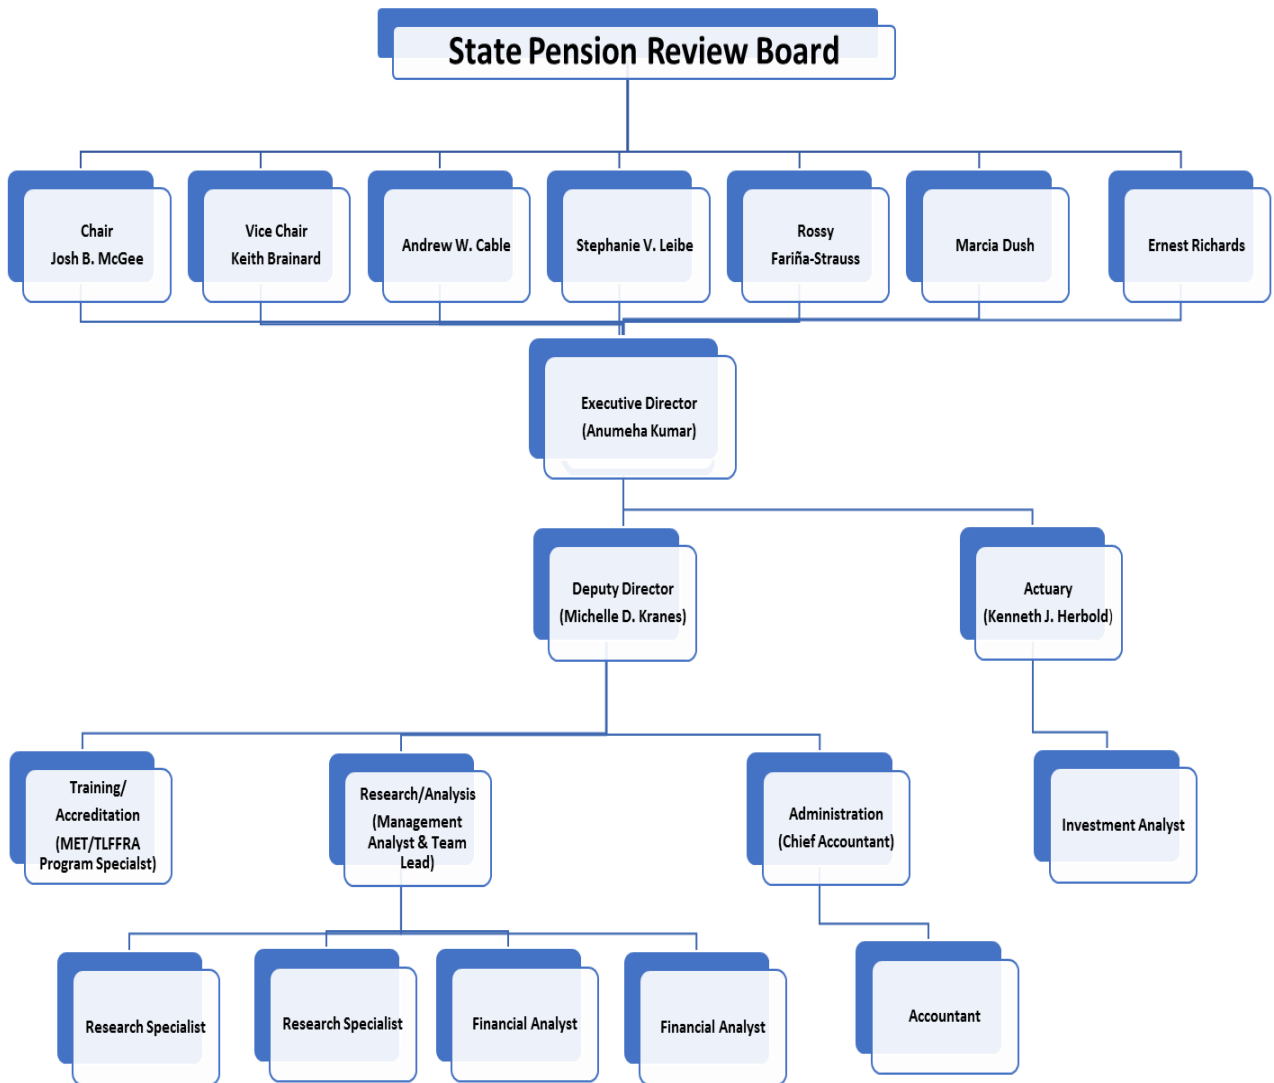 State Pension Review Board
Chair
Josh B. McGee
Vice Chair
Keith Brainard
Andrew W. Cable
Stephanie V. Leibe
Rossy
Fariña-Strauss
Marcia Dush
Ernest Richards
Executive Director
(Anumeha Kumar)
Deputy Director
(Michelle D. Kranes)
Actuary
(Kenneth J. Herbold)
Training/
Accreditation
(MET/TLFFRA
Program Specialst)
Research/Analysis
(Management
Analyst & Team
Lead)
Administration
(Chief Accountant)
Investment Analyst
Research Specialist
Research Specialist
Financial Analyst
Financial Analyst
Accountant